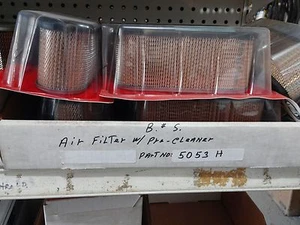 B. & S.
Air Filter w/ Pre-cleaner
Part No: 5053 H